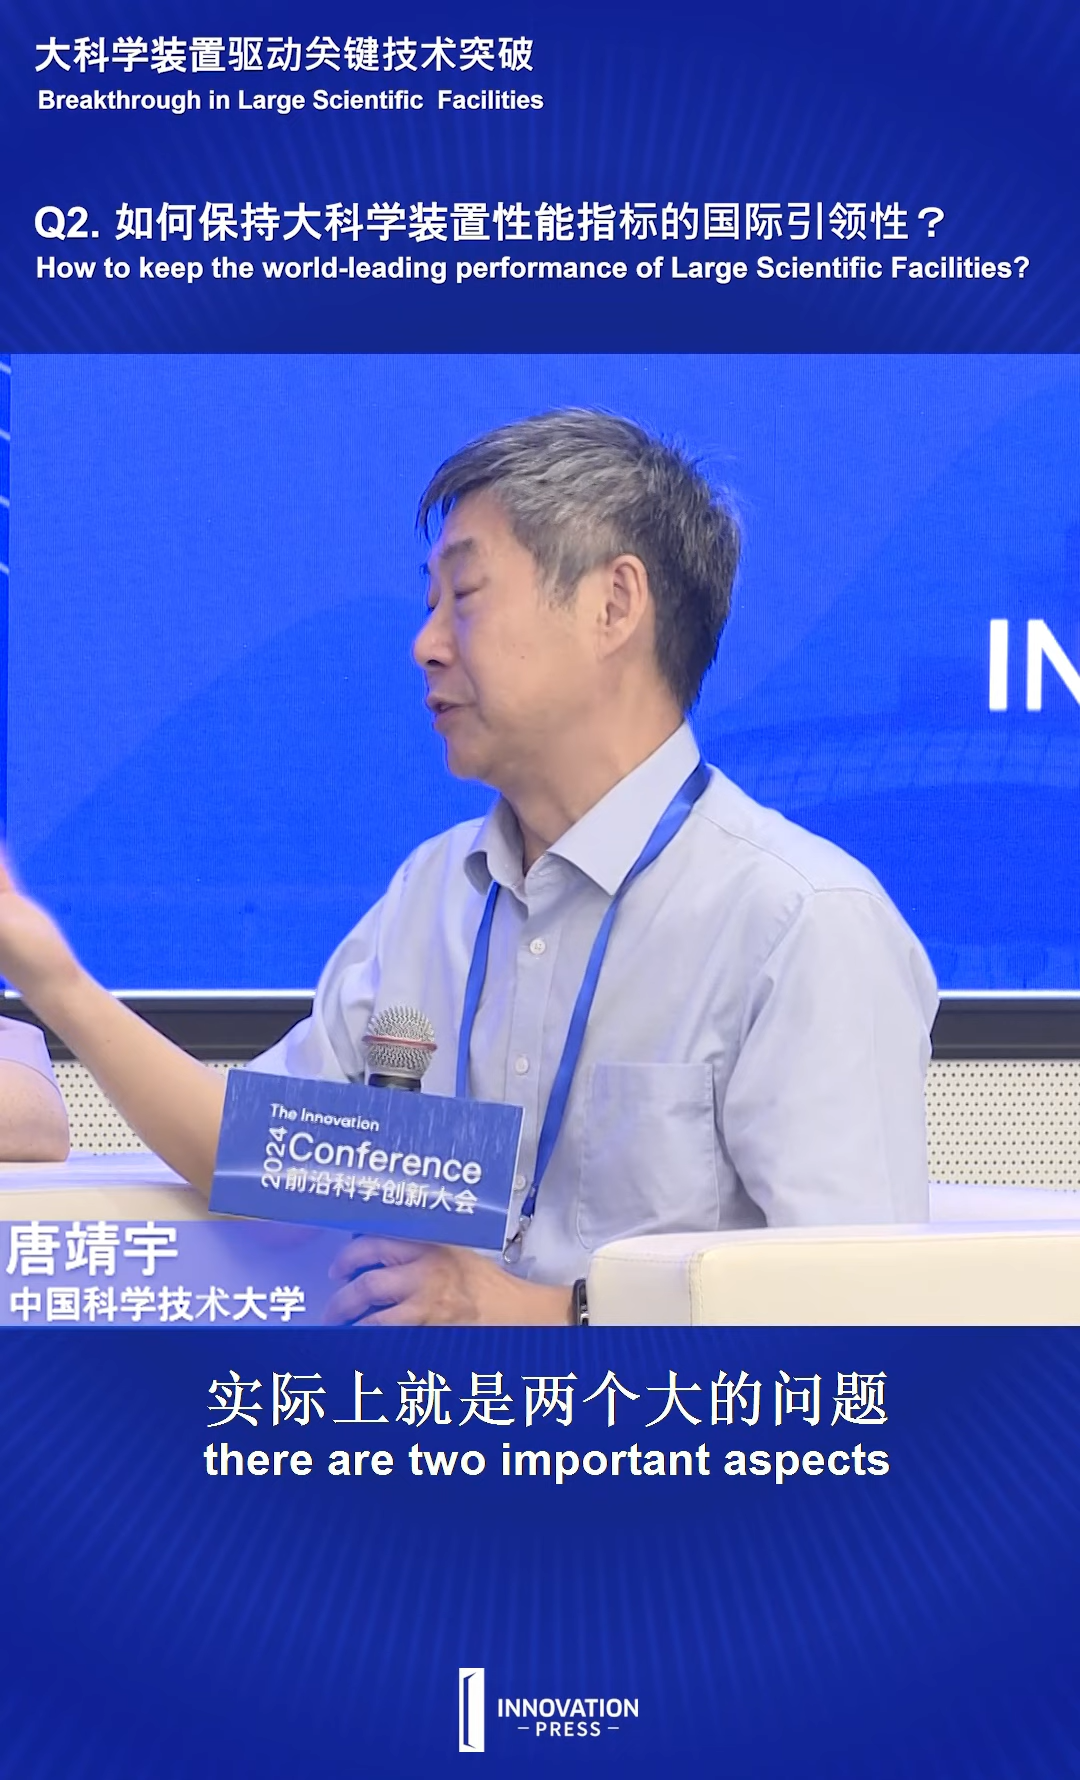 大科学装置驱动关键技术突破
Breakthrough in Large Scientific Facilities
Q2. 如何保持大科学装置性能指标的国际引领性？
How to keep the world-leading performance of Large Scientific Facilities?
IN
The Innovation
2024
Conference
前沿科学创新大会
唐靖宇
中国科学技术大学
实际上就是两个大的问题
there are two important aspects
INNOVATION
PRESS